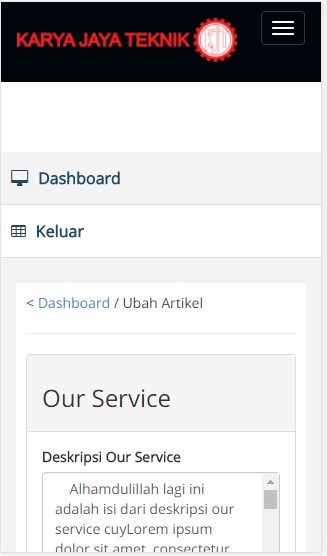 KARYA JAYA TEKNIK KJT
Dashboard
Keluar
< Dashboard / Ubah Artikel
Our Service
Deskripsi Our Service
Alhamdulillah lagi ini
adalah isi dari deskripsi our
service cuyLorem ipsum
dolor sit amet, consectetur